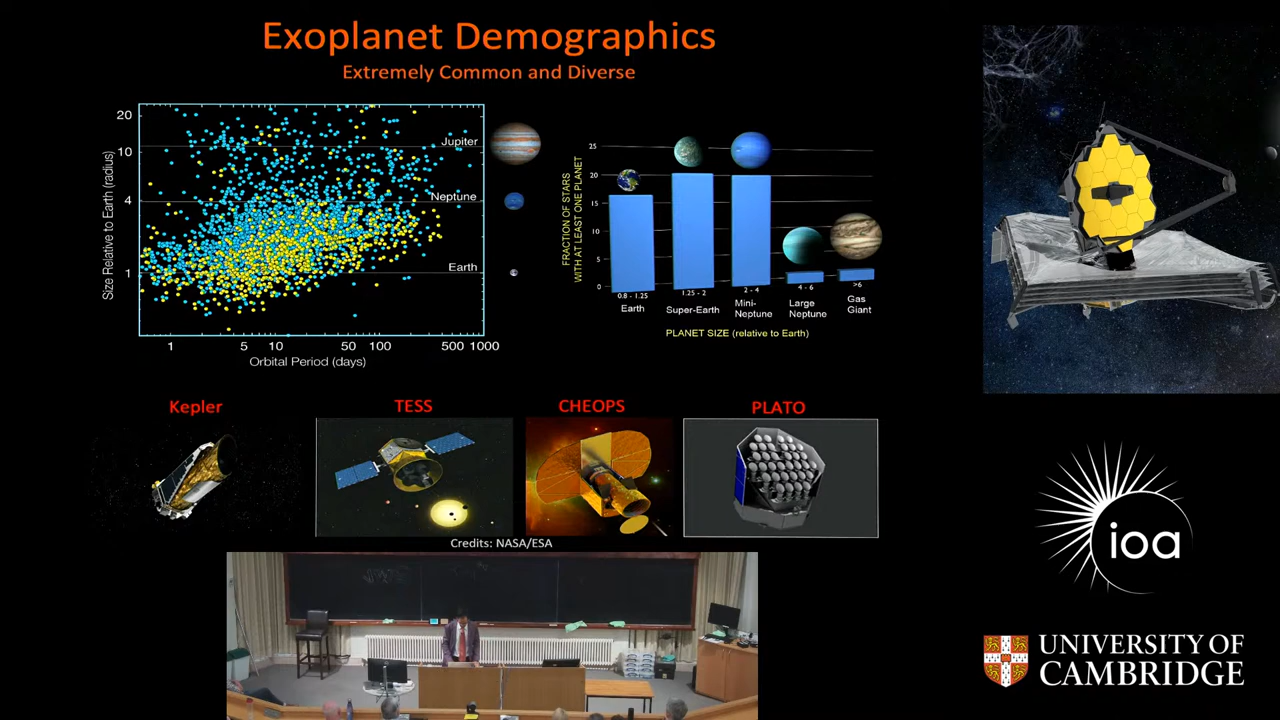 Exoplanet Demographics
Extremely Common and Diverse
Size Relative to Earth (radius)
20
10
4
1
Jupiter
Neptune
Earth
1
5
10
50
100
500
1000
Orbital Period (days)
FRACTION OF STARS
WITH AT LEAST ONE PLANET
25
20
15
10
5
0
0.8 - 1.25
1.25 - 2
2 - 4
4 - 6
>6
Earth
Super-Earth
Mini-
Neptune
Large
Neptune
Gas
Giant
PLANET SIZE (relative to Earth)
Kepler
TESS
CHEOPS
PLATO
Credits: NASA/ESA
ioa
UNIVERSITY OF
CAMBRIDGE